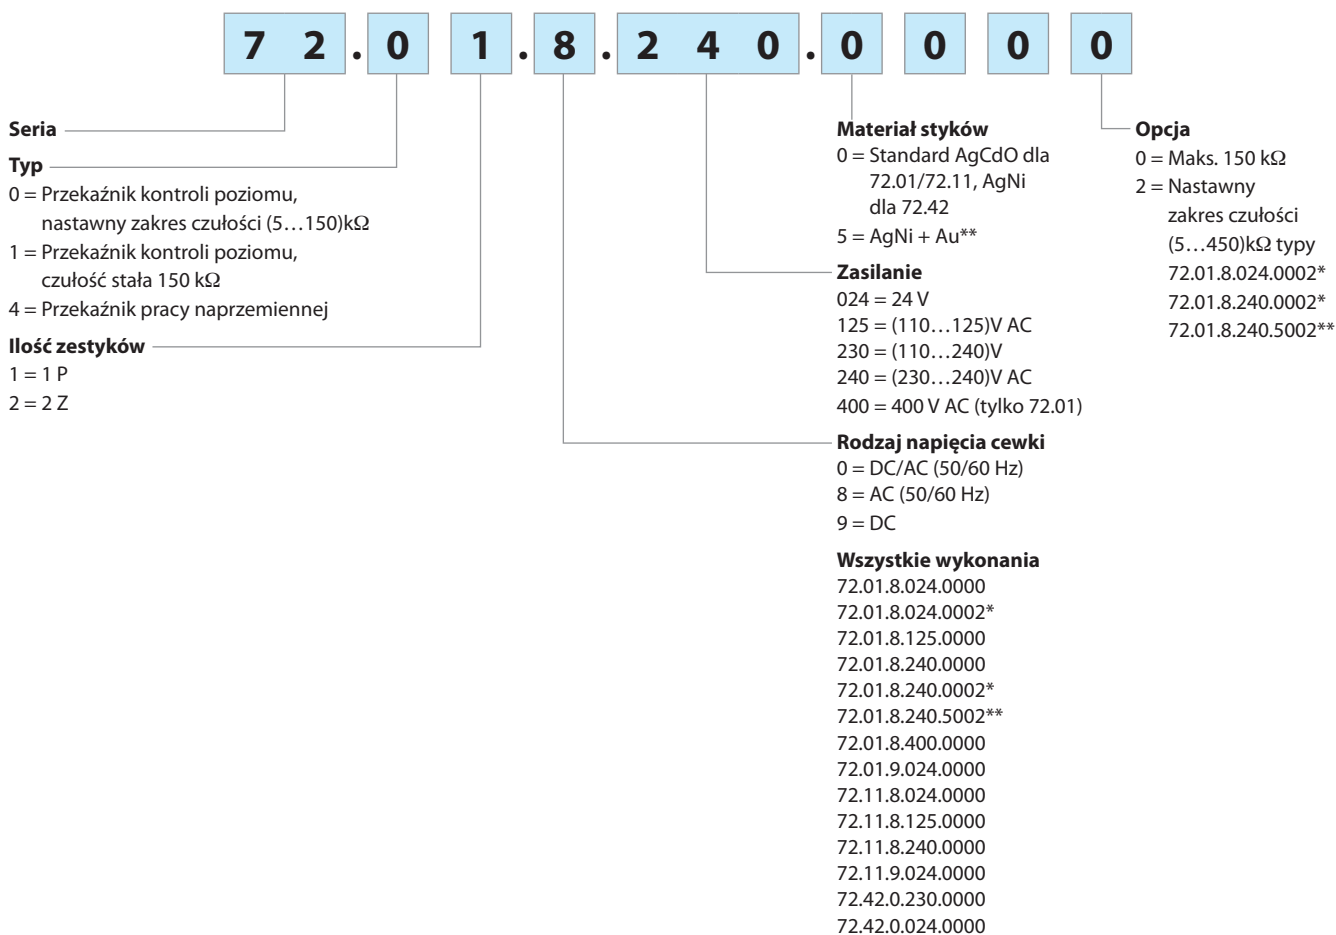 7 2 . 0 1 . 8 . 2 4 0 . 0 0 0 0
Seria
Typ
0 = Przekaźnik kontroli poziomu,
nastawny zakres czułości (5…150)kΩ
1 = Przekaźnik kontroli poziomu,
czułość stała 150 kΩ
4 = Przekaźnik pracy naprzemiennej
Ilość zestyków
1 = 1 P
2 = 2 Z
Materiał styków
0 = Standard AgCdO dla
72.01/72.11, AgNi
dla 72.42
5 = AgNi + Au**
Zasilanie
024 = 24 V
125 = (110…125)V AC
230 = (110…240)V
240 = (230…240)V AC
400 = 400 V AC (tylko 72.01)
Rodzaj napięcia cewki
0 = DC/AC (50/60 Hz)
8 = AC (50/60 Hz)
9 = DC
Wszystkie wykonania
72.01.8.024.0000
72.01.8.024.0002*
72.01.8.125.0000
72.01.8.240.0000
72.01.8.240.0002*
72.01.8.240.5002**
72.01.8.400.0000
72.01.9.024.0000
72.11.8.024.0000
72.11.8.125.0000
72.11.8.240.0000
72.11.9.024.0000
72.42.0.230.0000
72.42.0.024.0000
Opcja
0 = Maks. 150 kΩ
2 = Nastawny
zakres czułości
(5…450)kΩ typy
72.01.8.024.0002*
72.01.8.240.0002*
72.01.8.240.5002**